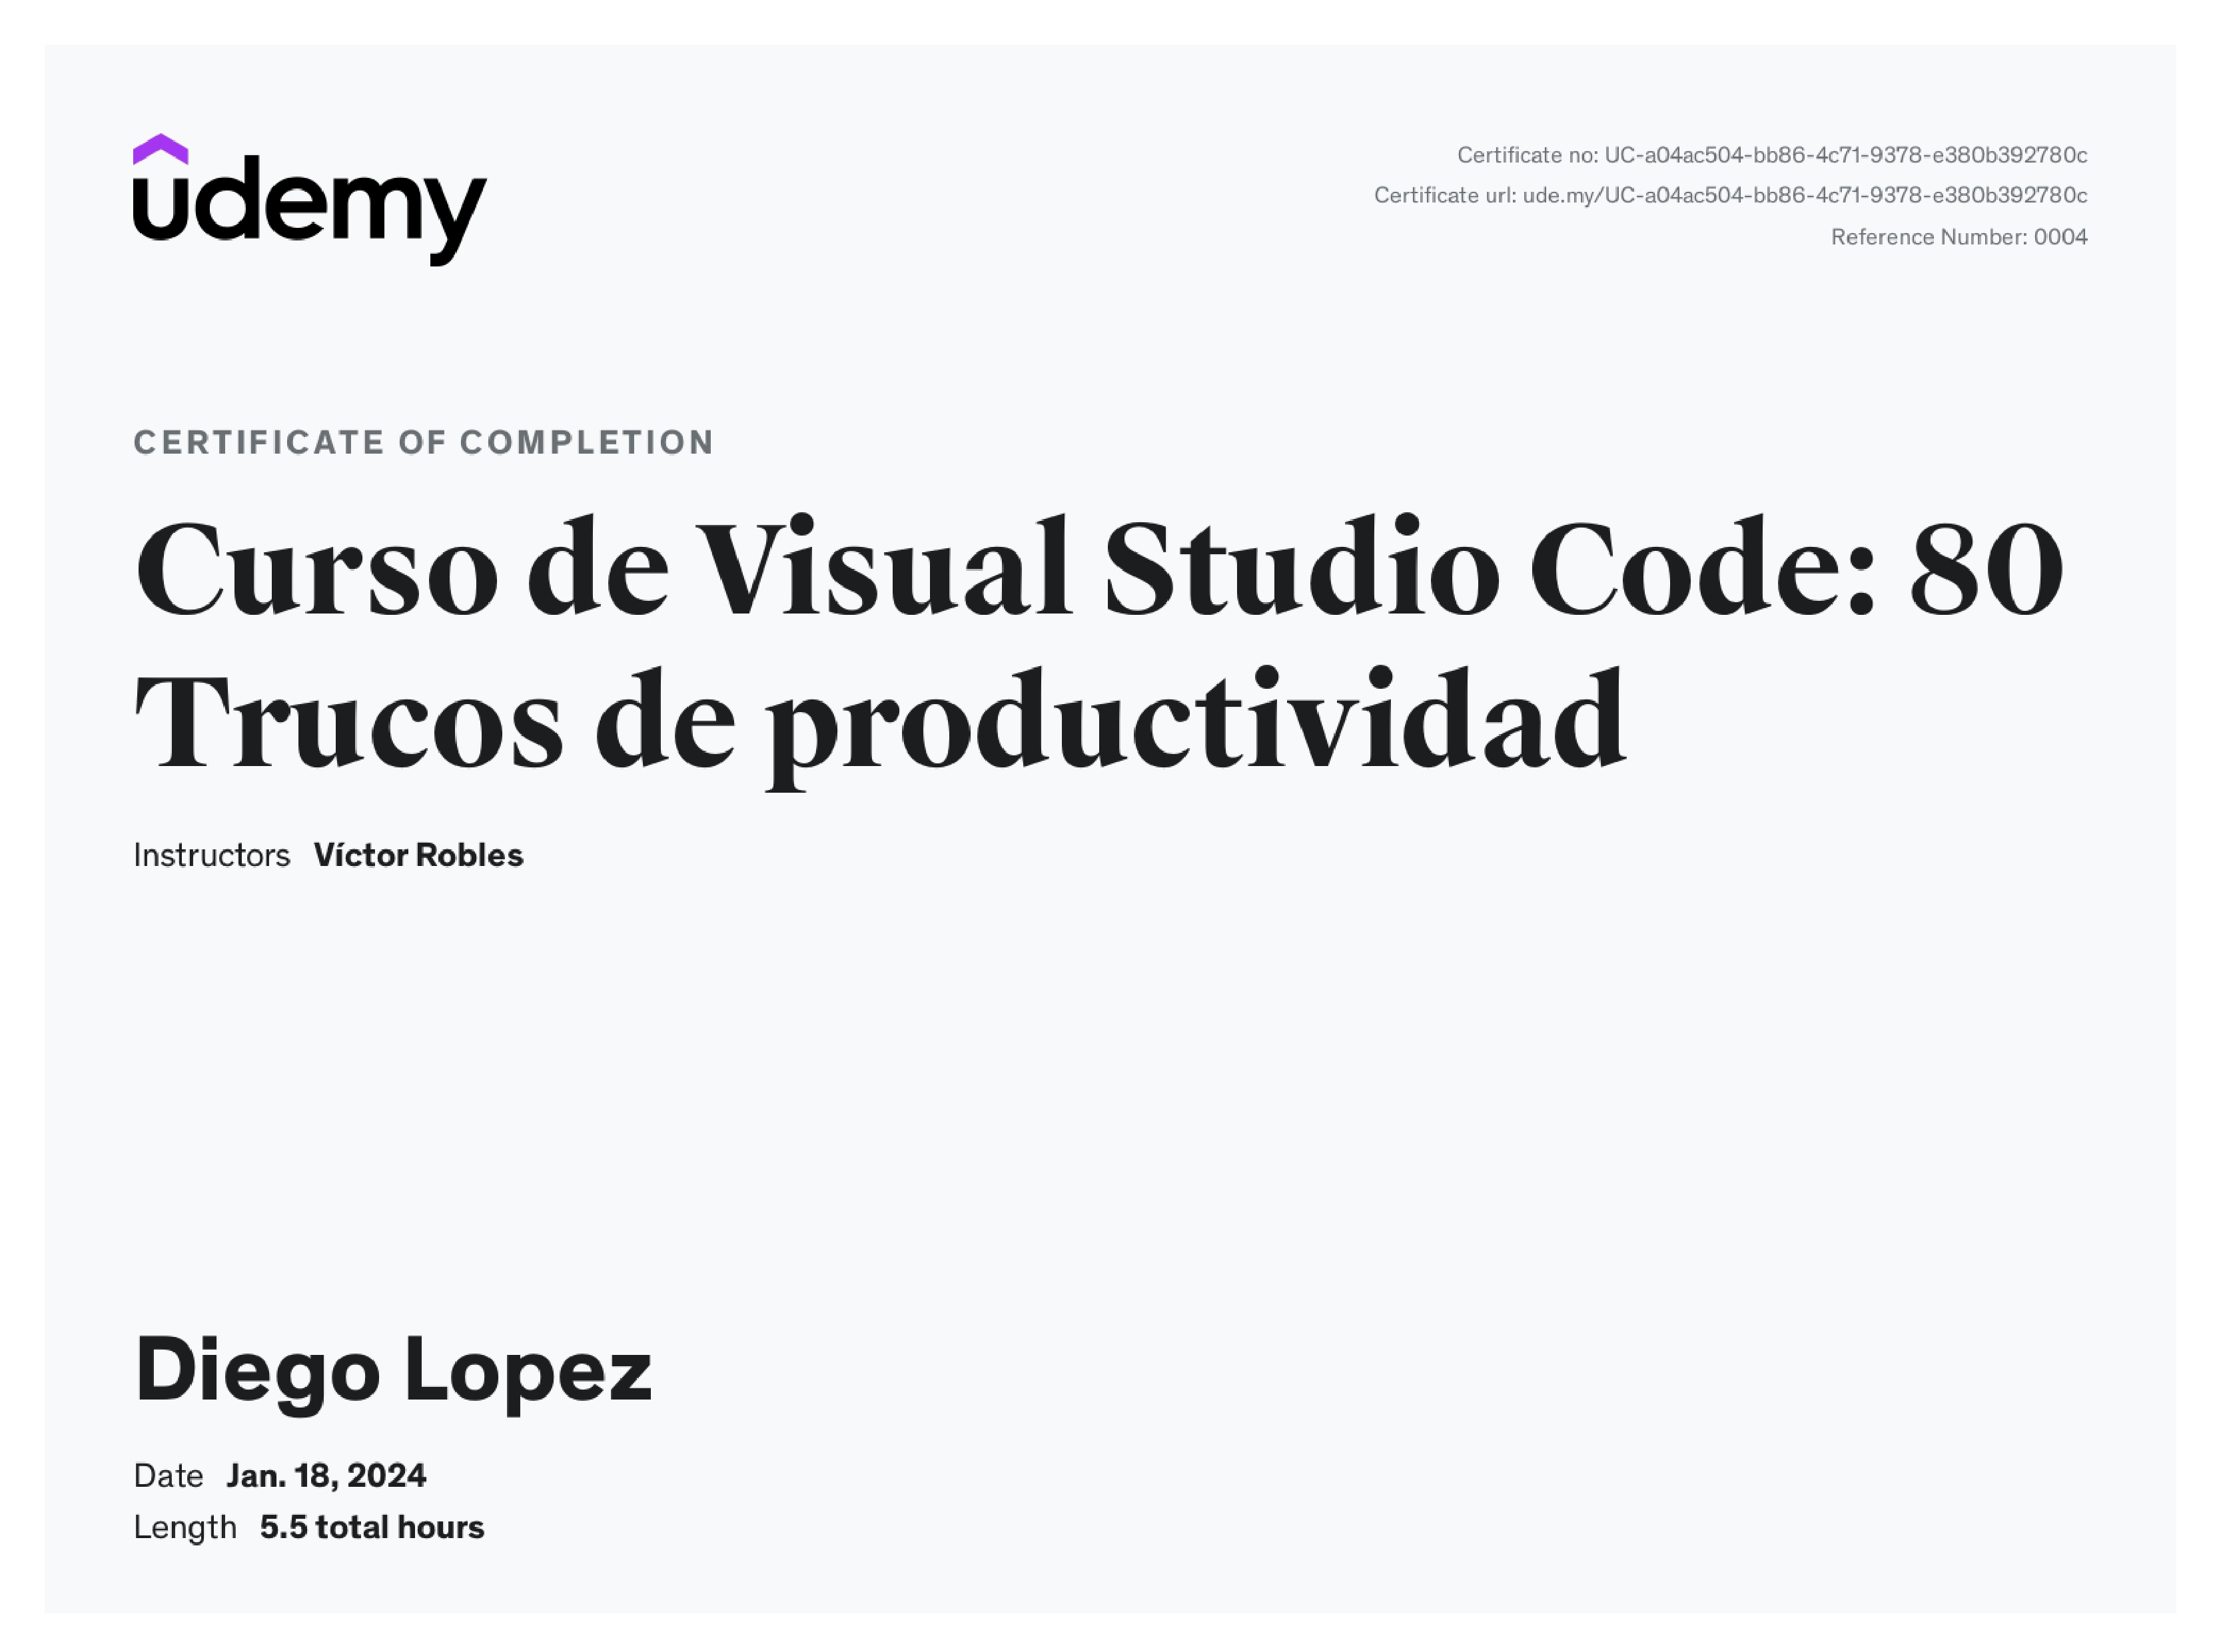 udemy
Certificate no: UC-a04ac504-bb86-4c71-9378-e380b392780c
Certificate url: ude.my/UC-a04ac504-bb86-4c71-9378-e380b392780c
Reference Number: 0004
CERTIFICATE OF COMPLETION
Curso de Visual Studio Code: 80
Trucos de productividad
Instructors Víctor Robles
Diego Lopez
Date Jan. 18, 2024
Length 5.5 total hours